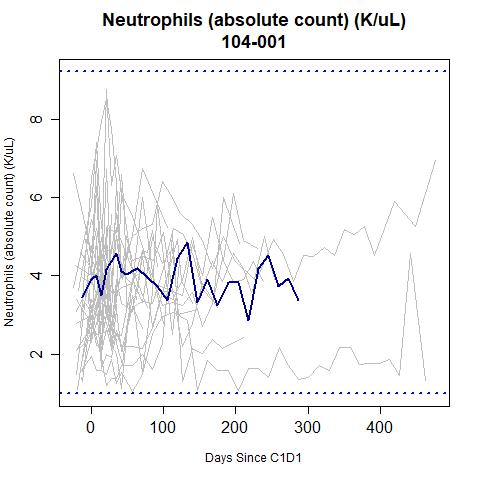 Neutrophils (absolute count) (K/uL)
104-001
Neutrophils (absolute count) (K/uL)
8
6
4
2
0 100 200 300 400
Days Since C1D1